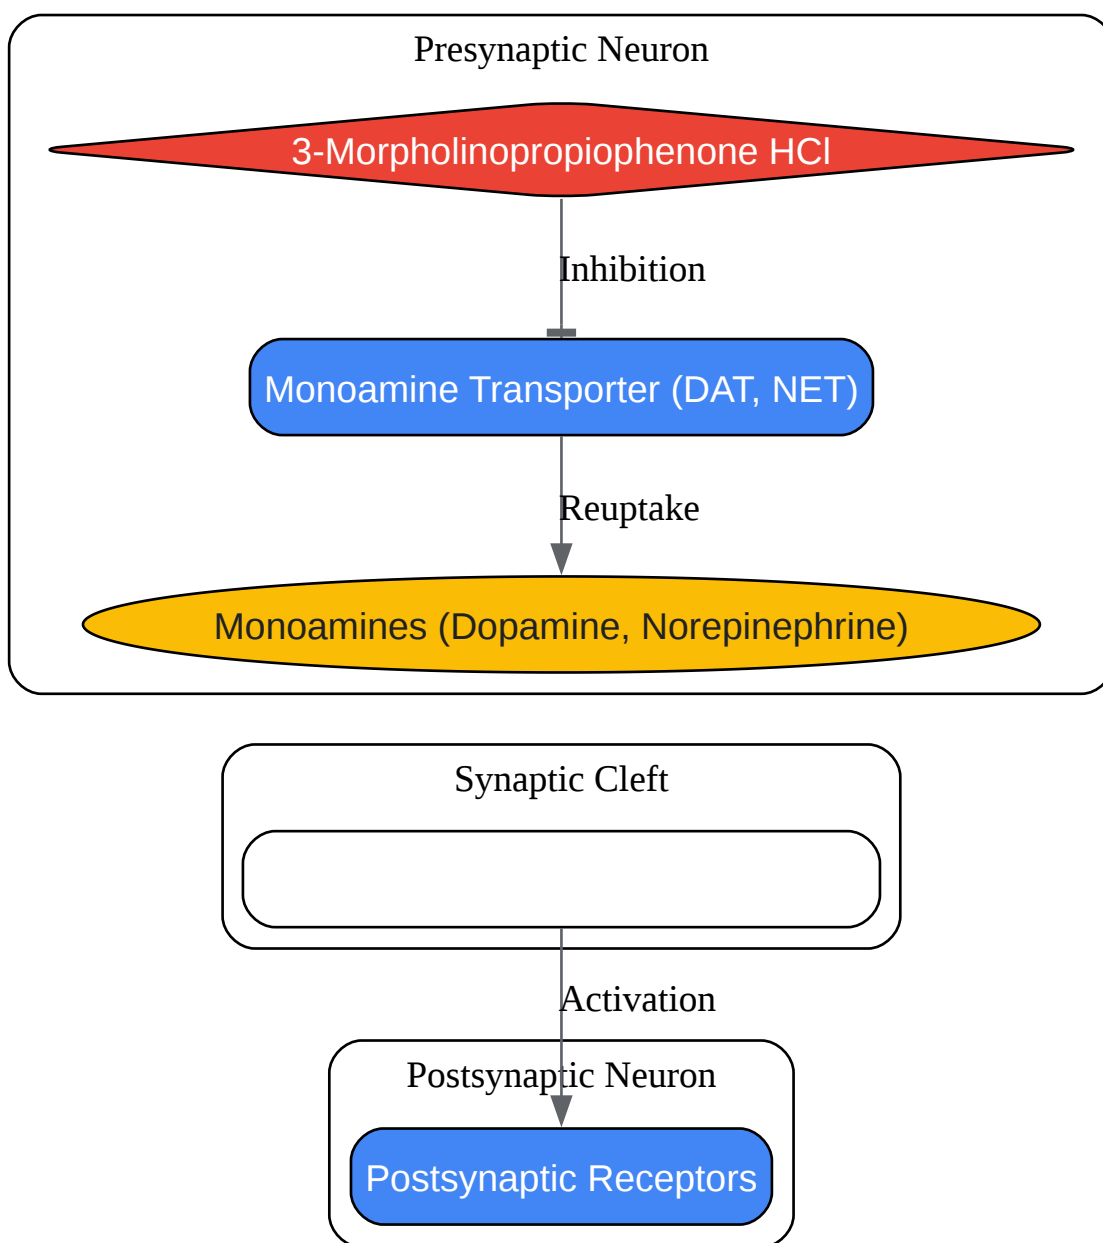 Presynaptic Neuron
3-Morpholinopropiophenone HCl
Inhibition
Monoamine Transporter (DAT, NET)
Reuptake
Monoamines (Dopamine, Norepinephrine)
Synaptic Cleft
Activation
Postsynaptic Neuron
Postsynaptic Receptors